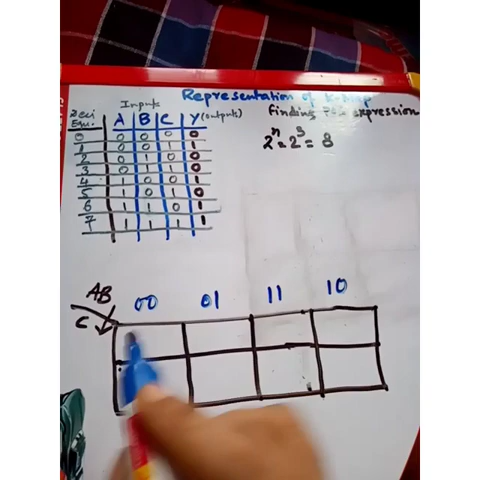 Representation of K-Map
Inputs
finding expression
Deci
Equ. A B C Y (outputs)
2ⁿ = 2³ = 8
0 0 0 0 0
1 0 0 1 1
2 0 1 0 0
3 0 1 1 0
4 1 0 0 1
5 1 0 1 0
6 1 1 0 1
7 1 1 1 1
AB 00 01 11 10
C